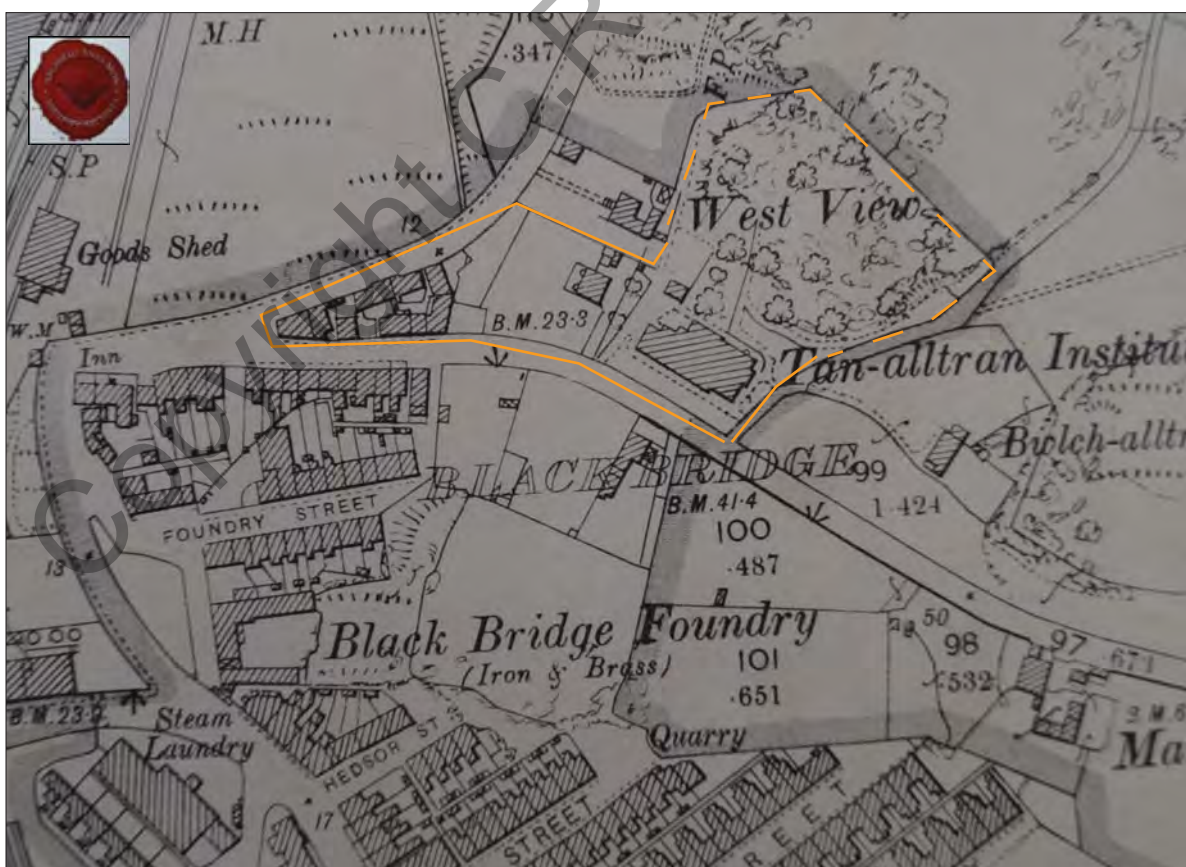 M.H
.347
F P
S.P
Goods Shed
12
West View
W.M
Inn
B.M.23·3
Tan-alltran Institu
Bwlch-alltr
BLACK BRIDGE
99
1·424
B.M.41·4
100
·487
FOUNDRY STREET
13
Black Bridge Foundry
(Iron & Brass)
101
·651
50
98
·532
97
·671
B.M.23·
Steam
Laundry
HEDSOR ST
Quarry
B.M.6
Ma
17
STREET
REET
Copyright C.R